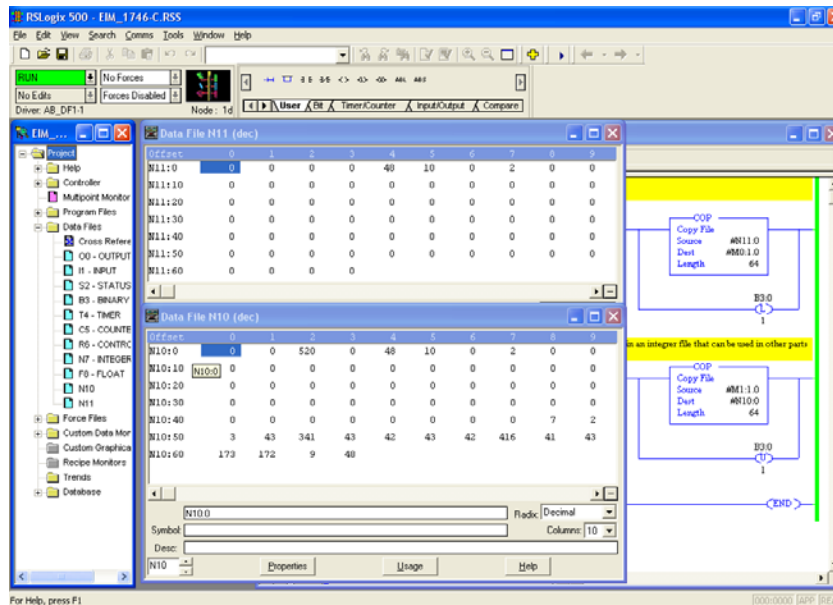 RSLogix 500 - EIM_1746-C.RSS
File Edit View Search Comms Tools Window Help
RUN No Forces
No Edits Forces Disabled
Driver: AB_DF1-1 Node: 1d
User Bit Timer/Counter Input/Output Compare
EIM_...
Project
Help
Controller
Multipoint Monitor
Program Files
Data Files
Cross Refere
O0 - OUTPUT
I1 - INPUT
S2 - STATUS
B3 - BINARY
T4 - TIMER
C5 - COUNTE
R6 - CONTRC
N7 - INTEGER
F8 - FLOAT
N10
N11
Force Files
Custom Data Mor
Custom Graphica
Recipe Monitors
Trends
Database
Data File N11 (dec)
Offset 0 1 2 3 4 5 6 7 8 9
N11:0 0 0 0 0 48 10 0 2 0 0
N11:10 0 0 0 0 0 0 0 0 0 0
N11:20 0 0 0 0 0 0 0 0 0 0
N11:30 0 0 0 0 0 0 0 0 0 0
N11:40 0 0 0 0 0 0 0 0 0 0
N11:50 0 0 0 0 0 0 0 0 0 0
N11:60 0 0 0 0
Data File N10 (dec)
Offset 0 1 2 3 4 5 6 7 8 9
N10:0 0 0 520 0 48 10 0 2 0 0
N10:10 N10:0 0 0 0 0 0 0 0 0 0 0
N10:20 0 0 0 0 0 0 0 0 0 0
N10:30 0 0 0 0 0 0 0 0 0 0
N10:40 0 0 0 0 0 0 0 0 7 2
N10:50 3 43 341 43 42 43 42 416 41 43
N10:60 173 172 9 48
N10:0 Radix: Decimal
Symbol: Columns: 10
Desc:
N10 Properties Usage Help
COP
Copy File
Source #N11:0
Dest #M0:1.0
Length 64
B3:0
L
1
in an integrer file that can be used in other parts
COP
Copy File
Source #M1:1.0
Dest #N10:0
Length 64
B3:0
U
1
END
For Help, press F1
000:0000 APP